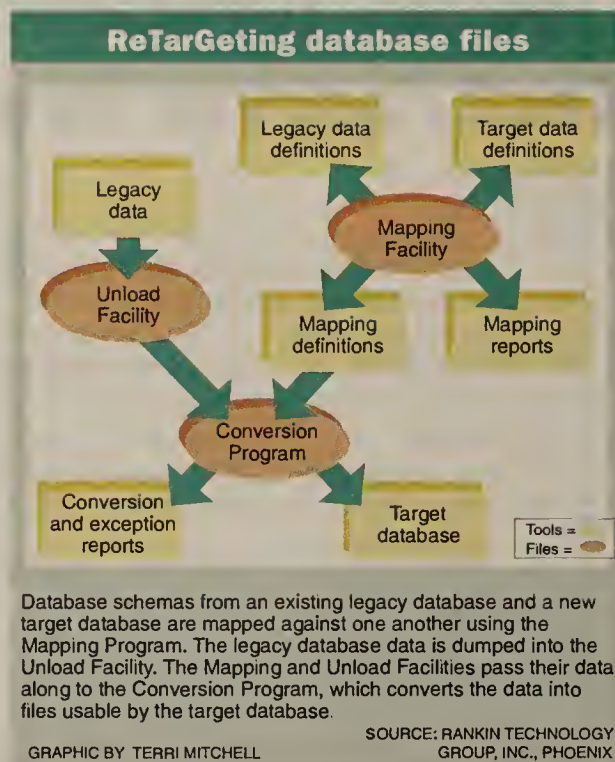 ReTarGeting database files
Legacy data
definitions
Target data
definitions
Legacy
data
Mapping
Facility
Unload
Facility
Mapping
definitions
Mapping
reports
Conversion
Program
Conversion
and exception
reports
Target
database
Tools =
Files =
Database schemas from an existing legacy database and a new
target database are mapped against one another using the
Mapping Program. The legacy database data is dumped into the
Unload Facility. The Mapping and Unload Facilities pass their data
along to the Conversion Program, which converts the data into
files usable by the target database.
SOURCE: RANKIN TECHNOLOGY
GRAPHIC BY TERRI MITCHELL
GROUP, INC., PHOENIX